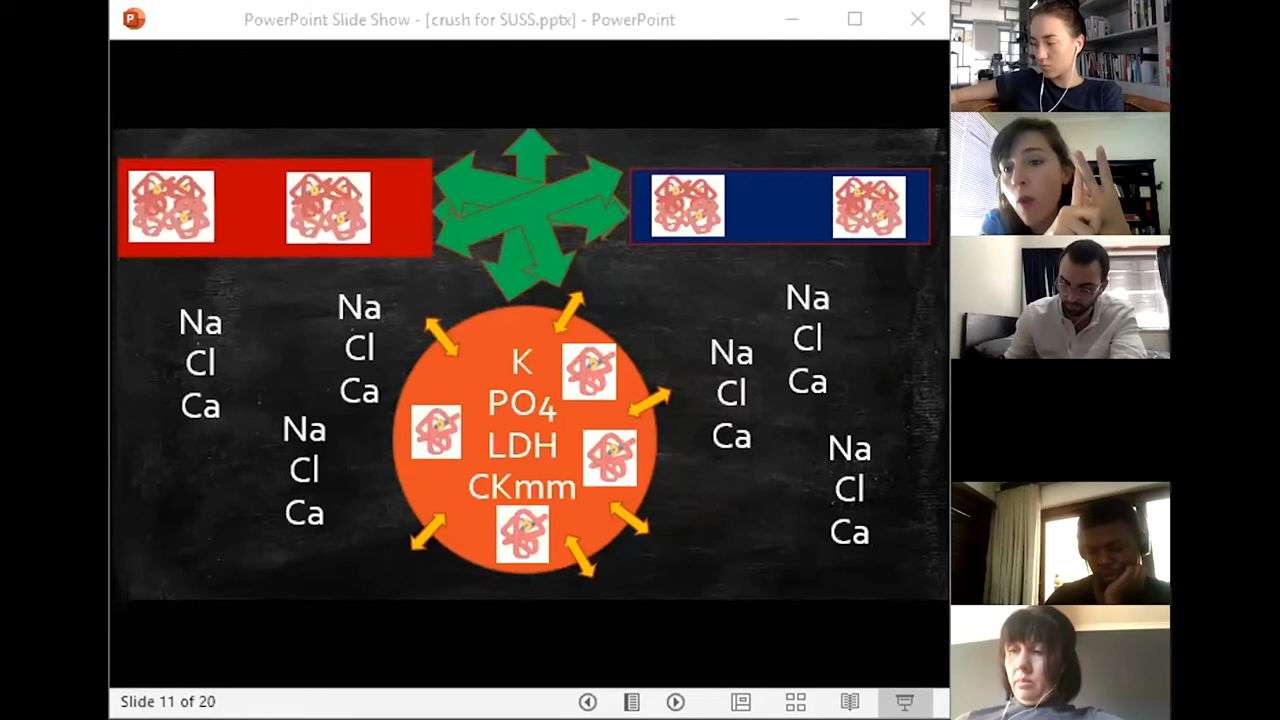 PowerPoint Slide Show - [crush for SUSS.pptx] - PowerPoint
Na
Cl
Ca
Na
Cl
Ca
Na
Cl
Ca
K
PO4
LDH
CKmm
Na
Cl
Ca
Na
Cl
Ca
Na
Cl
Ca
Slide 11 of 20